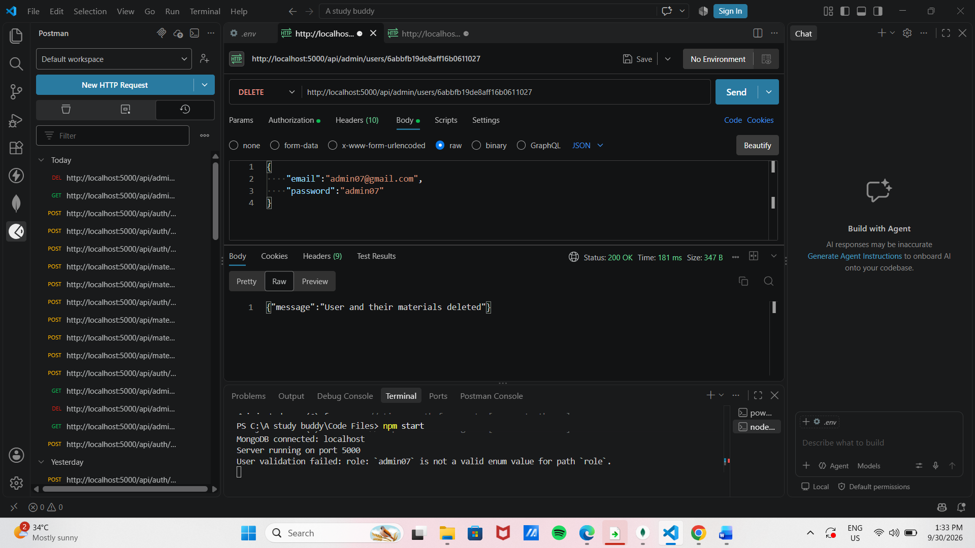 File Edit Selection View Go Run Terminal Help
A study buddy
Sign In
Postman
.env
http://localhos...
http://localhos...
Chat
Default workspace
http://localhost:5000/api/admin/users/6abbfb19de8aff16b0611027
Save
No Environment
New HTTP Request
DELETE
http://localhost:5000/api/admin/users/6abbfb19de8aff16b0611027
Send
Params
Authorization
Headers (10)
Body
Scripts
Settings
Code
Cookies
Filter
none
form-data
x-www-form-urlencoded
raw
binary
GraphQL
JSON
Beautify
Today
DEL http://localhost:5000/api/admi...
GET http://localhost:5000/api/admi...
POST http://localhost:5000/api/auth/...
POST http://localhost:5000/api/auth/...
POST http://localhost:5000/api/auth/...
POST http://localhost:5000/api/mate...
POST http://localhost:5000/api/auth/...
POST http://localhost:5000/api/auth/...
POST http://localhost:5000/api/mate...
POST http://localhost:5000/api/mate...
POST http://localhost:5000/api/mate...
POST http://localhost:5000/api/auth/...
GET http://localhost:5000/api/admi...
DEL http://localhost:5000/api/admi...
GET http://localhost:5000/api/admi...
POST http://localhost:5000/api/auth/...
Yesterday
POST http://localhost:5000/api/auth/...
1 {
2 ····"email":"admin07@gmail.com",
3 ····"password":"admin07"
4 }
Body
Cookies
Headers (9)
Test Results
Status: 200 OK Time: 181 ms Size: 347 B
Pretty
Raw
Preview
1 {"message":"User and their materials deleted"}
Build with Agent
AI responses may be inaccurate
Generate Agent Instructions to onboard AI
onto your codebase.
Problems
Output
Debug Console
Terminal
Ports
Postman Console
PS C:\A study buddy\Code Files> npm start
MongoDB connected: localhost
Server running on port 5000
User validation failed: role: `admin07` is not a valid enum value for path `role`.
pow...
node...
.env
Describe what to build
Agent
Models
Local
Default permissions
0
0
2
34°C
Mostly sunny
Search
ENG
US
1:33 PM
9/30/2026